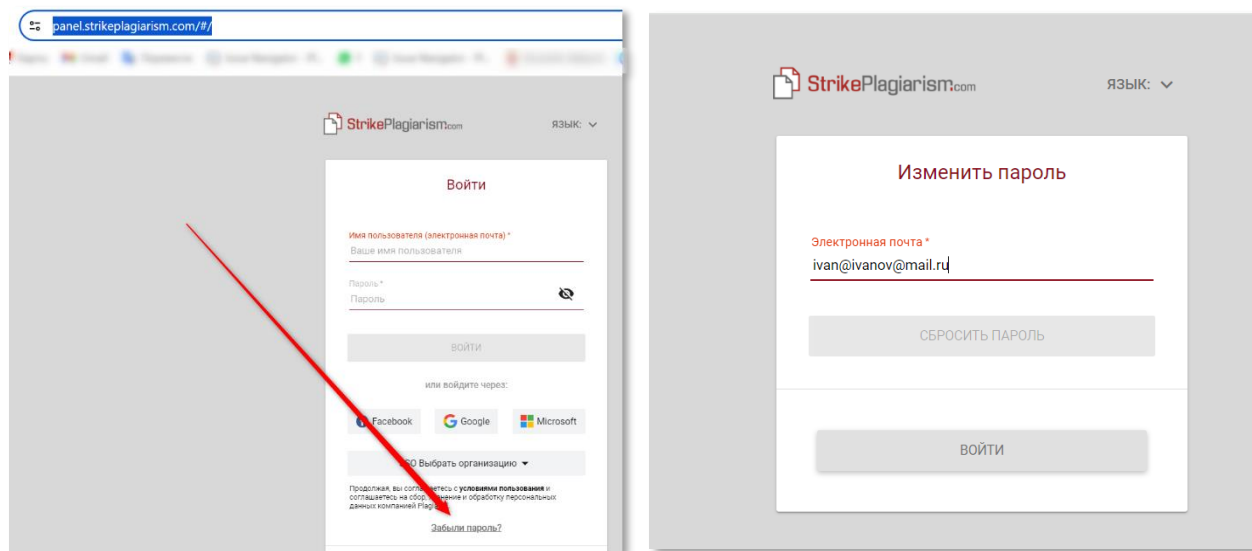 panel.strikeplagiarism.com/#/
StrikePlagiarism.com
ЯЗЫК:
Войти
Имя пользователя (электронная почта) *
Ваше имя пользователя
Пароль *
Пароль
ВОЙТИ
или войдите через:
Facebook
Google
Microsoft
Выбрать организацию
Продолжая, вы соглашаетесь с условиями пользования и
соглашаетесь на сбор, хранение и обработку персональных
данных компанией
Забыли пароль?
StrikePlagiarism.com
ЯЗЫК:
Изменить пароль
Электронная почта *
ivan@ivanov@mail.ru
СБРОСИТЬ ПАРОЛЬ
ВОЙТИ